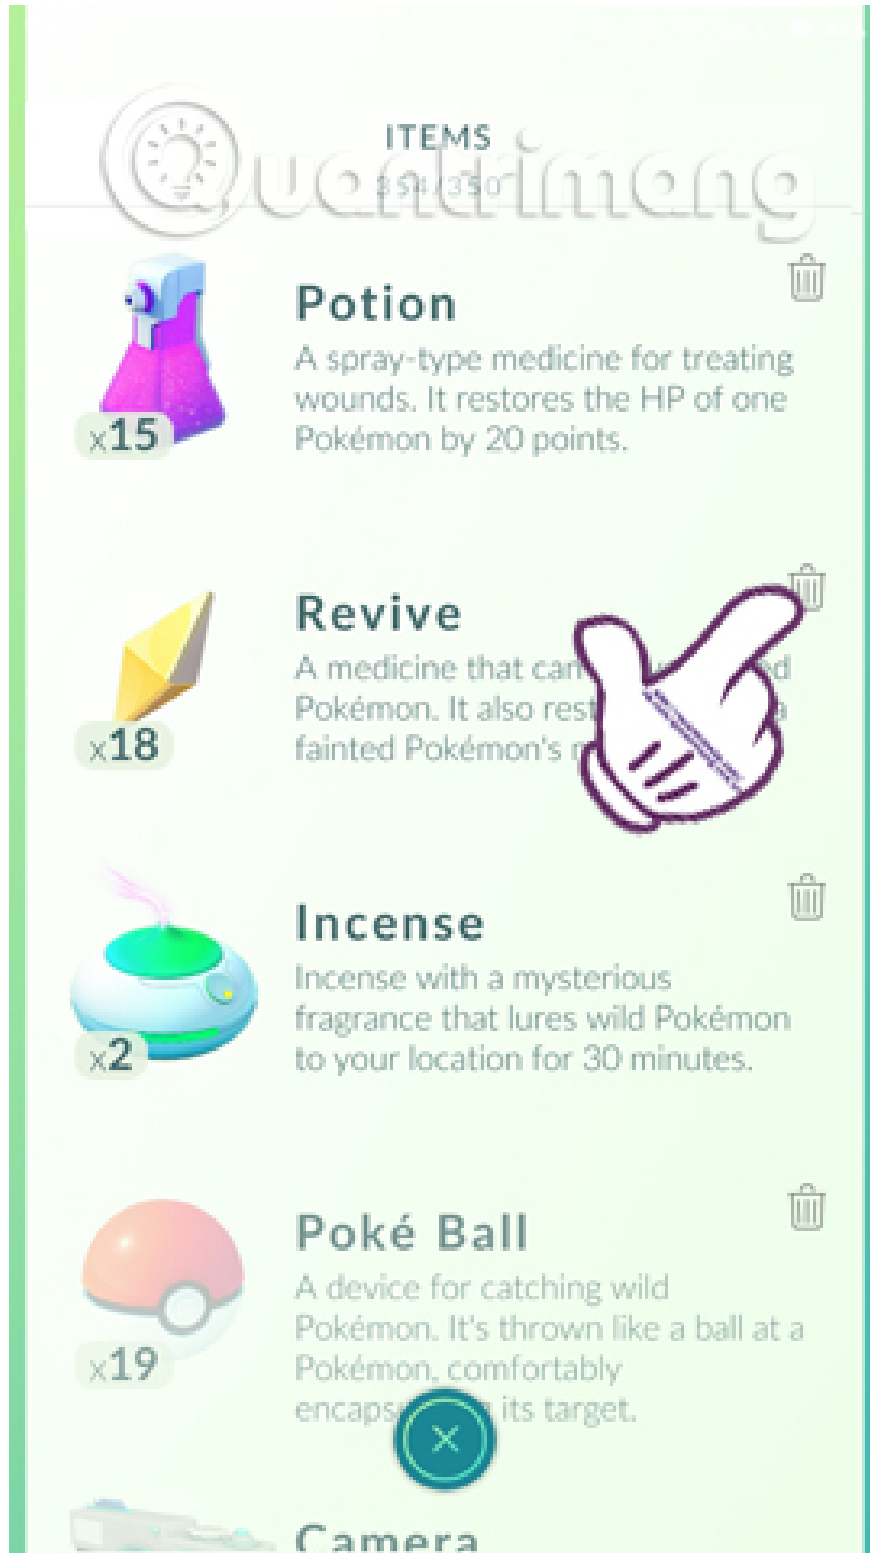 ITEMS
Quantrimang
354/350
Potion
A spray-type medicine for treating
wounds. It restores the HP of one
Pokémon by 20 points.
x15
Revive
A medicine that can
Pokémon. It also
fainted Pokémon's
x18
Incense
Incense with a mysterious
fragrance that lures wild Pokémon
to your location for 30 minutes.
x2
Poké Ball
A device for catching wild
Pokémon. It's thrown like a ball at a
Pokémon, comfortably
its target.
x19
Camera